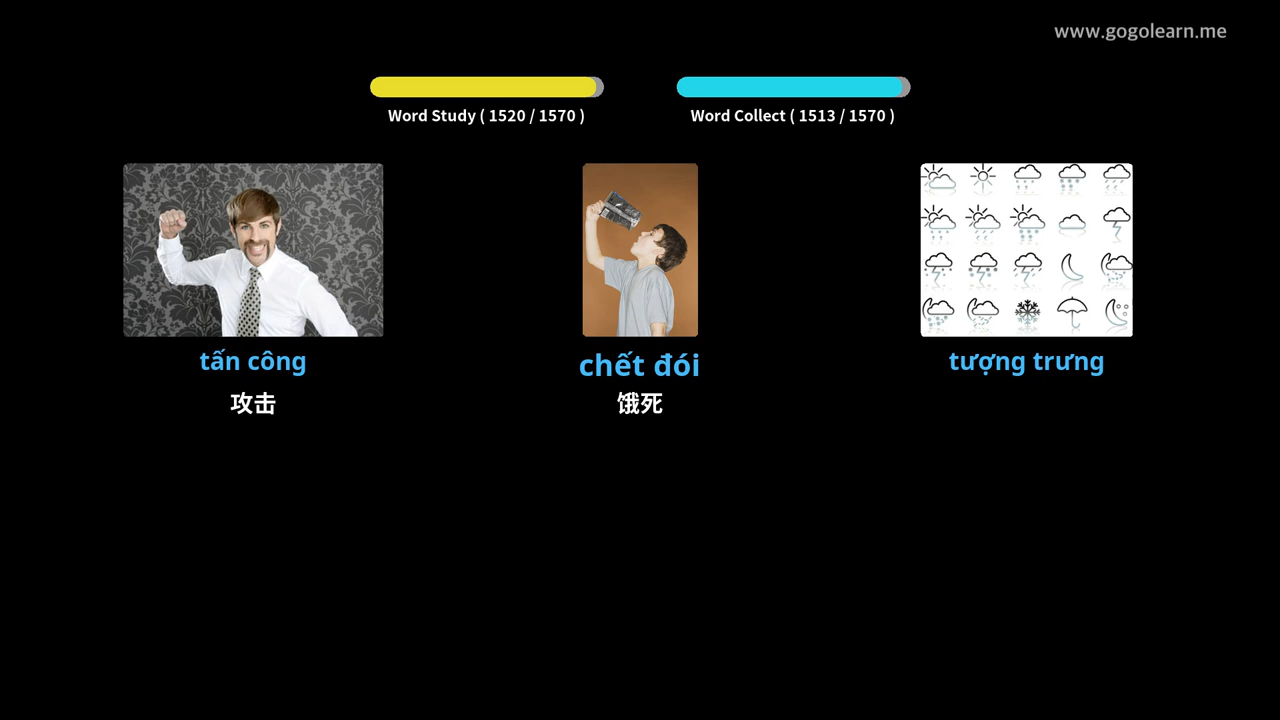 www.gogolearn.me
Word Study ( 1520 / 1570 )
Word Collect ( 1513 / 1570 )
tấn công
chết đói
tượng trưng
攻击
饿死